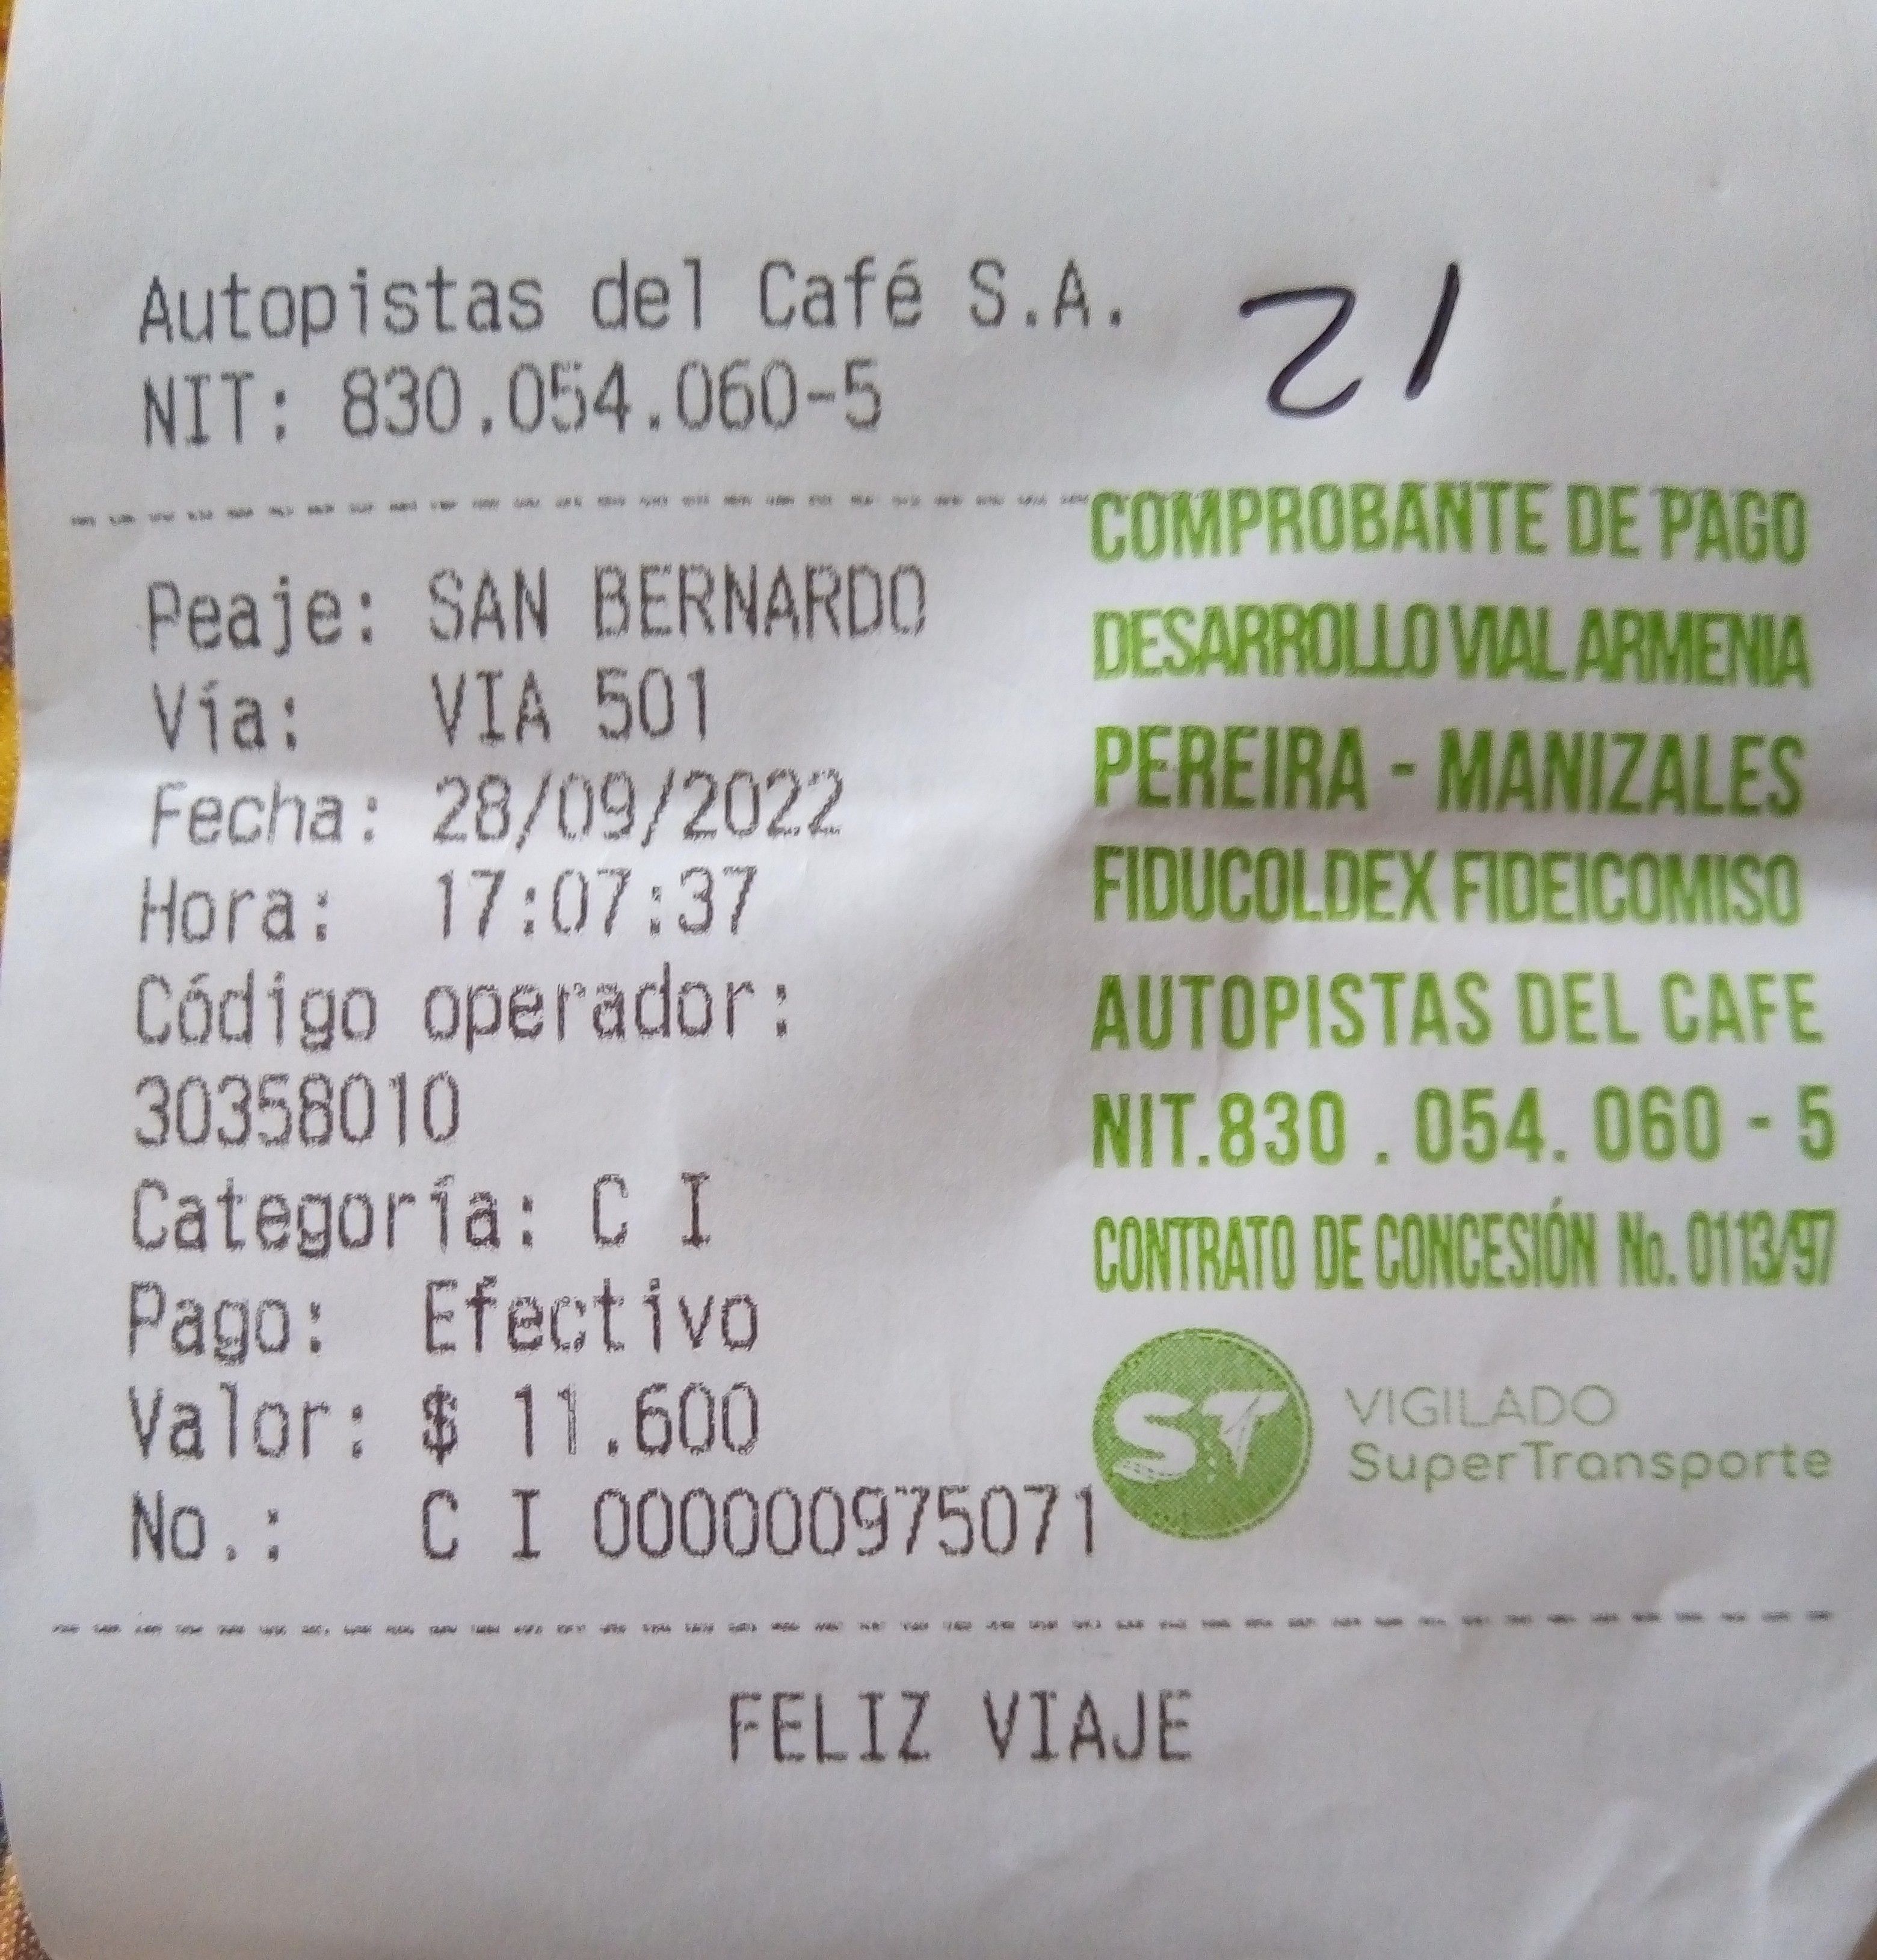 Autopistas del Café S.A.
21
NIT: 830.054.060-5
Peaje: SAN BERNARDO
Vía: VIA 501
Fecha: 28/09/2022
Hora: 17:07:37
Código operador:
30358010
Categoría: C I
Pago: Efectivo
Valor: $ 11.600
No.: C I 000000975071
COMPROBANTE DE PAGO
DESARROLLO VIAL ARMENIA
PEREIRA - MANIZALES
FIDUCOLDEX FIDEICOMISO
AUTOPISTAS DEL CAFE
NIT.830 . 054. 060 - 5
CONTRATO DE CONCESIÓN No. 0113/97
ST
VIGILADO
SuperTransporte
FELIZ VIAJE